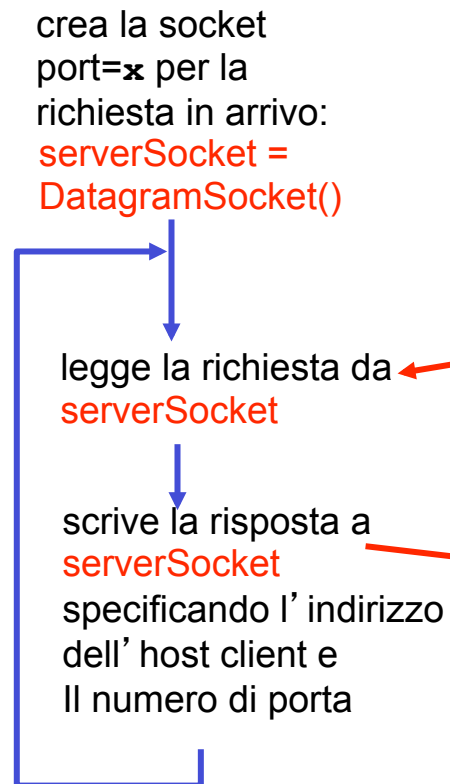 crea la socket
port=x per la
richiesta in arrivo:
serverSocket =
DatagramSocket()
legge la richiesta da
serverSocket
scrive la risposta a
serverSocket
specificando l’ indirizzo
dell’ host client e
Il numero di porta